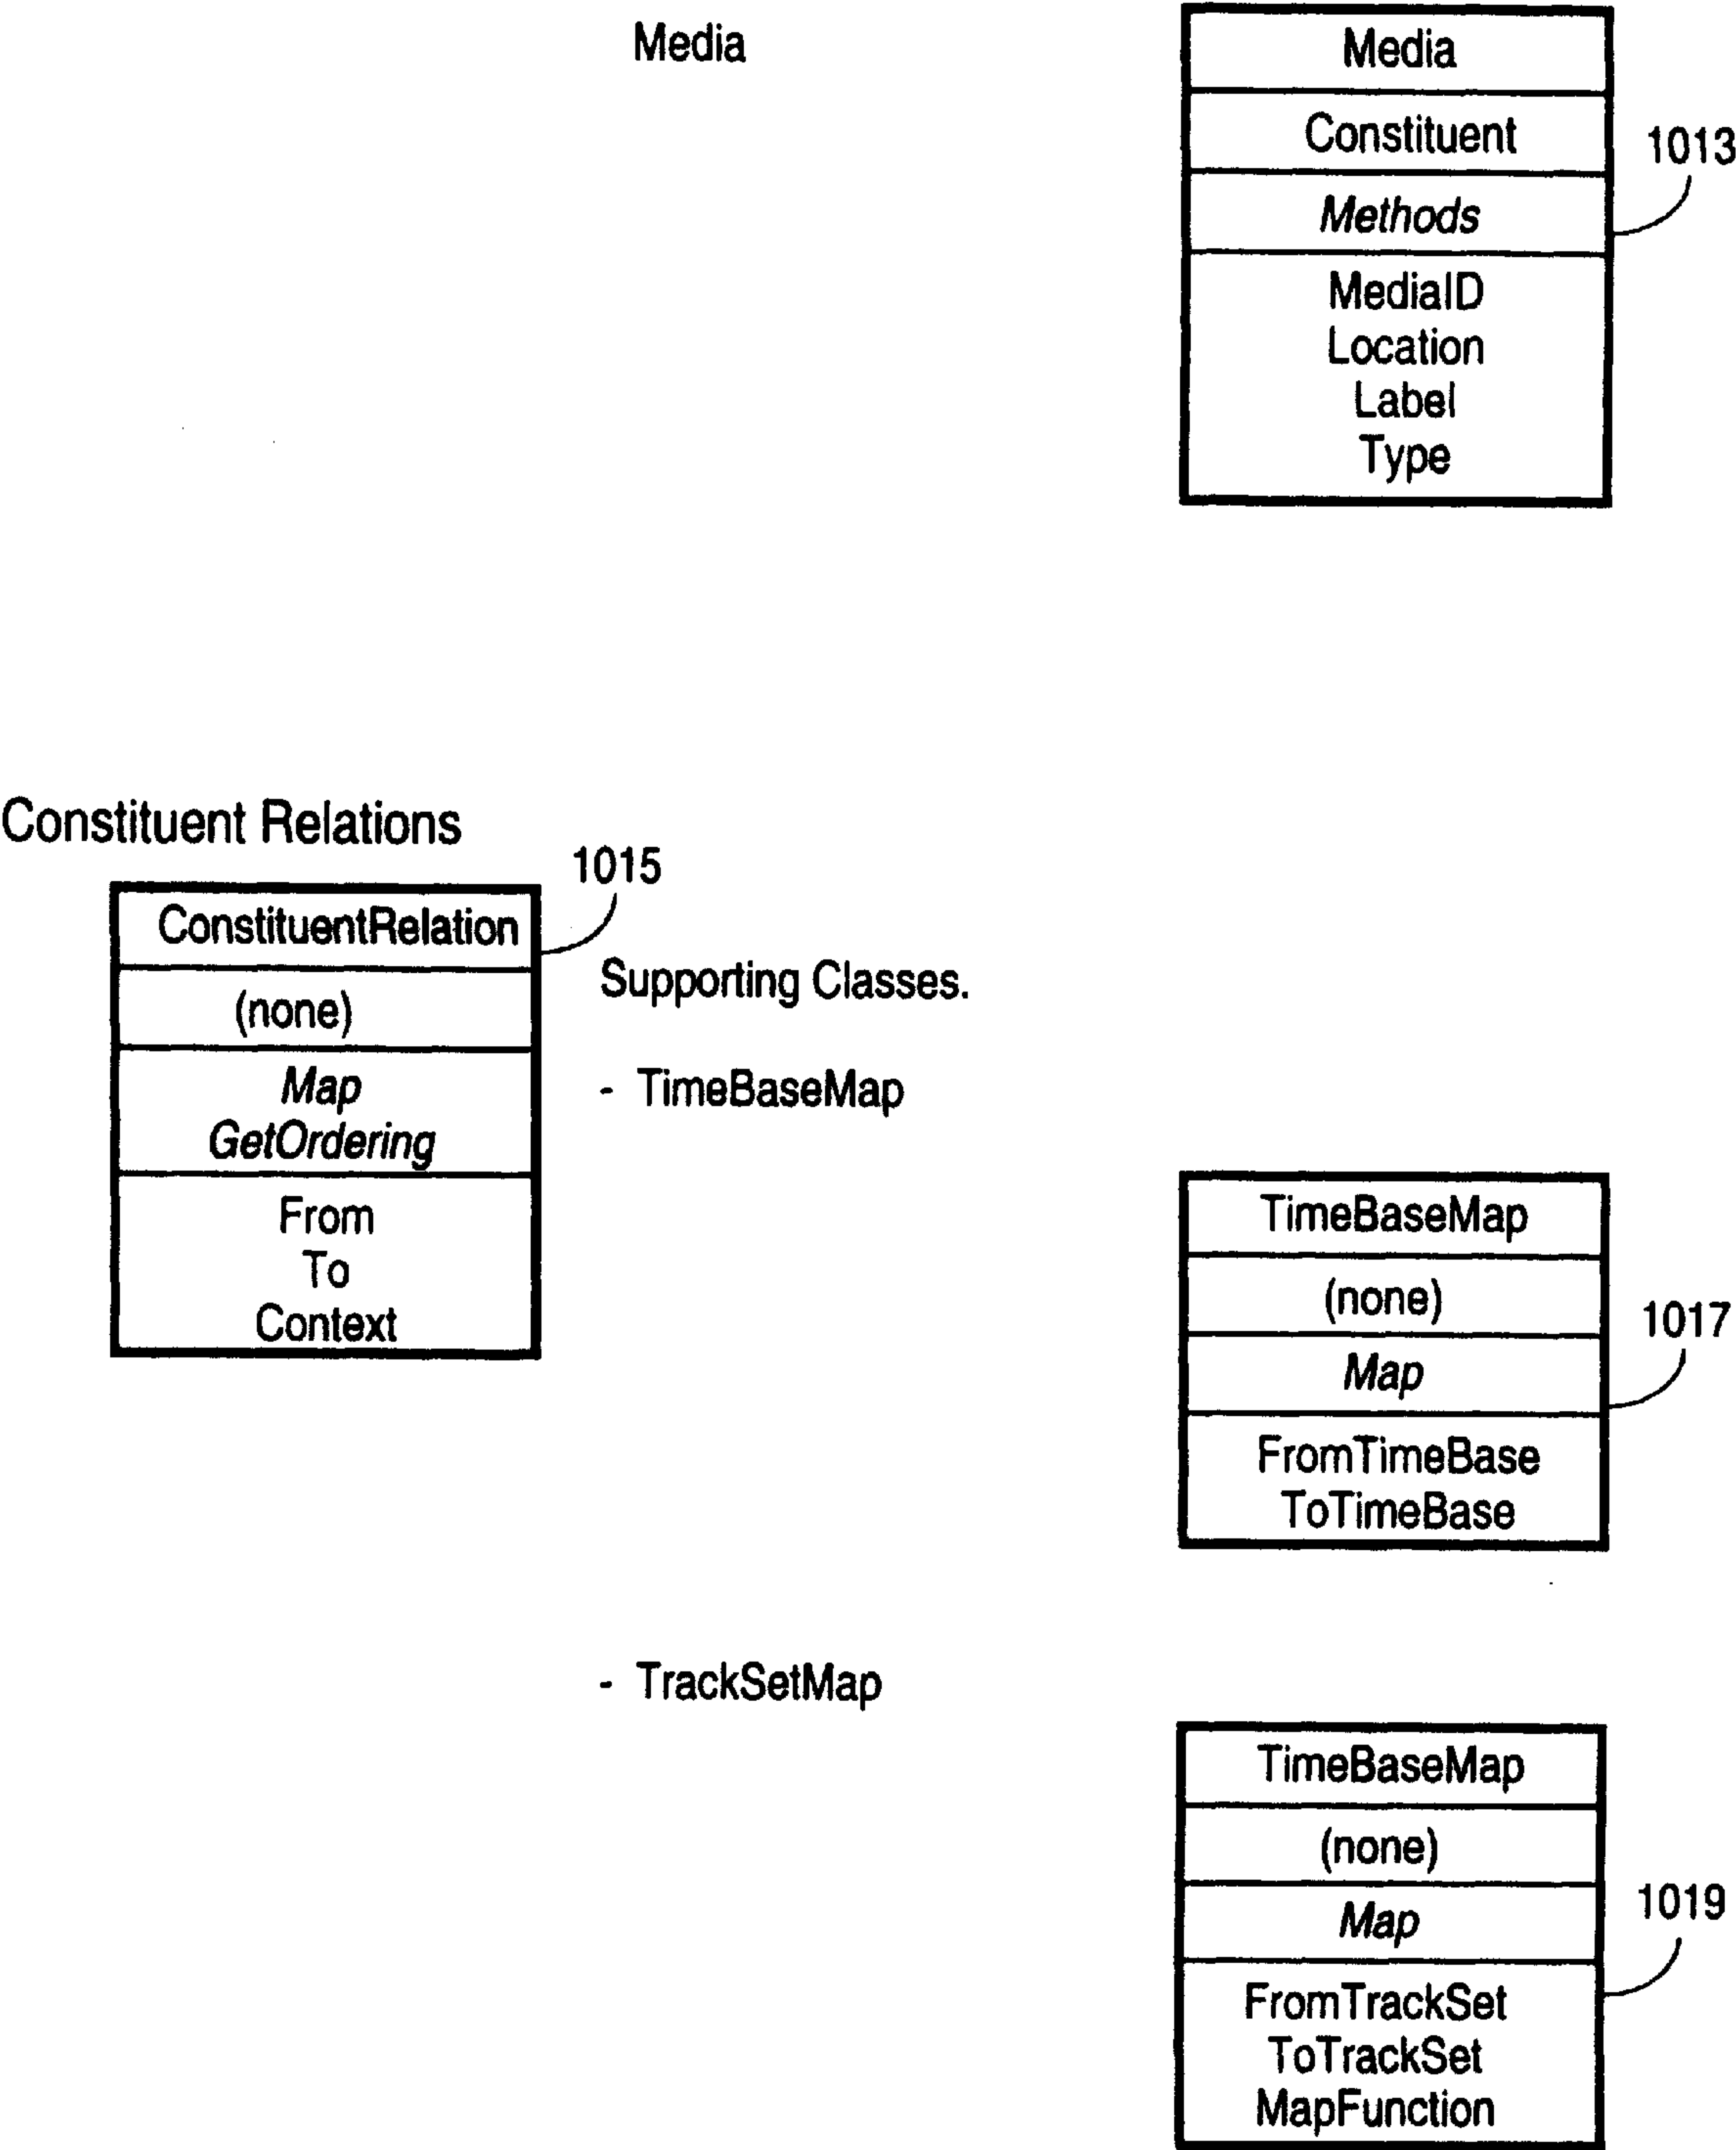 Media
Media
Constituent
1013
Methods
MediaID
Location
Label
Type
Constituent Relations
1015
ConstituentRelation
(none)
Map
GetOrdering
From
To
Context
Supporting Classes.
- TimeBaseMap
TimeBaseMap
(none)
1017
Map
FromTimeBase
ToTimeBase
- TrackSetMap
TimeBaseMap
(none)
1019
Map
FromTrackSet
ToTrackSet
MapFunction